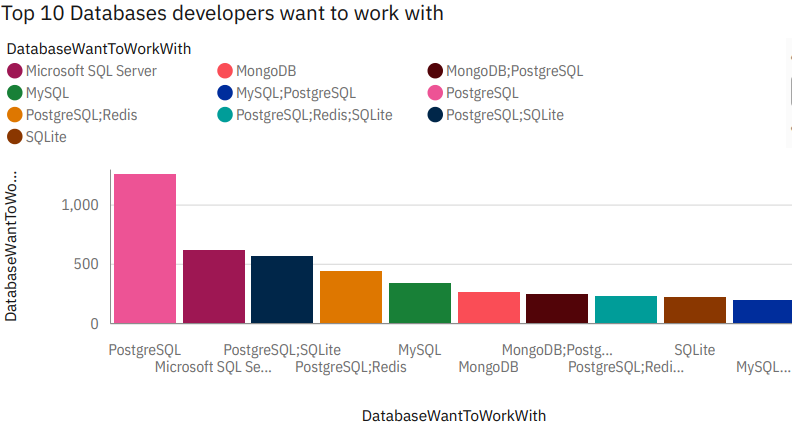 Top 10 Databases developers want to work with
DatabaseWantToWorkWith
Microsoft SQL Server
MongoDB
MongoDB;PostgreSQL
MySQL
MySQL;PostgreSQL
PostgreSQL
PostgreSQL;Redis
PostgreSQL;Redis;SQLite
PostgreSQL;SQLite
SQLite
DatabaseWantToWo...
1,000
500
0
PostgreSQL
PostgreSQL;SQLite
MySQL
MongoDB;Postg...
SQLite
Microsoft SQL Se...
PostgreSQL;Redis
MongoDB
PostgreSQL;Redi...
MySQL...
DatabaseWantToWorkWith